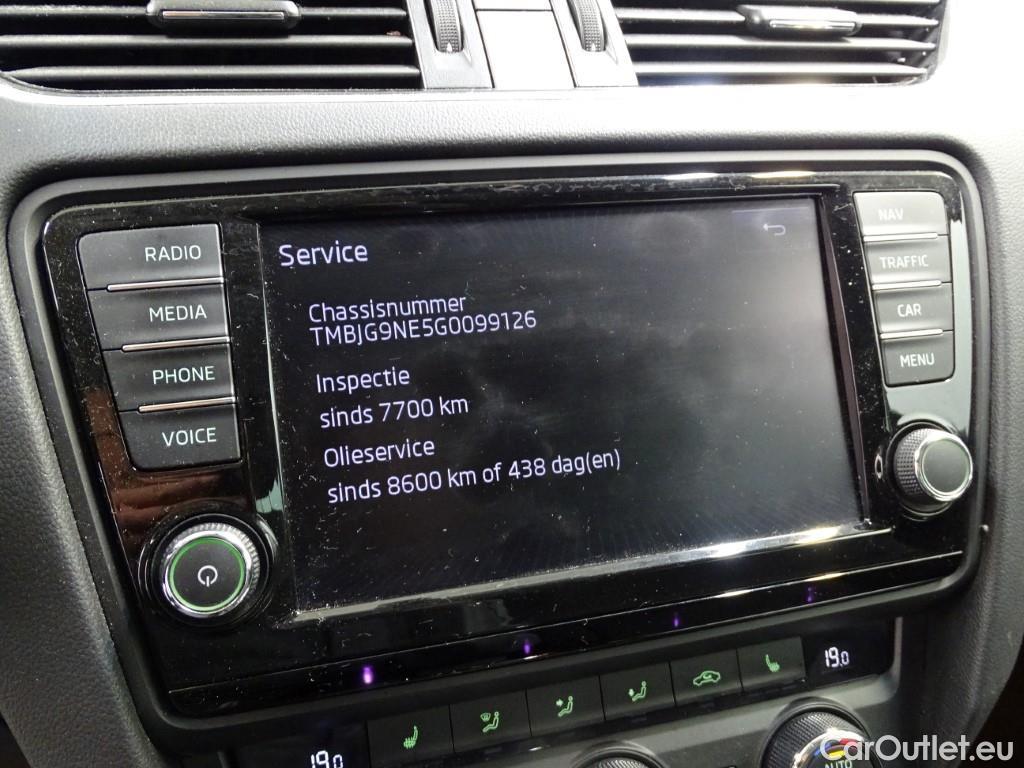 Service
Chassisnummer
TMBJG9NE5G0099126
Inspectie
sinds 7700 km
Olieservice
sinds 8600 km of 438 dag(en)
RADIO
MEDIA
PHONE
VOICE
NAV
TRAFFIC
CAR
MENU
19.0
19.0
AUTO
CarOutlet.eu